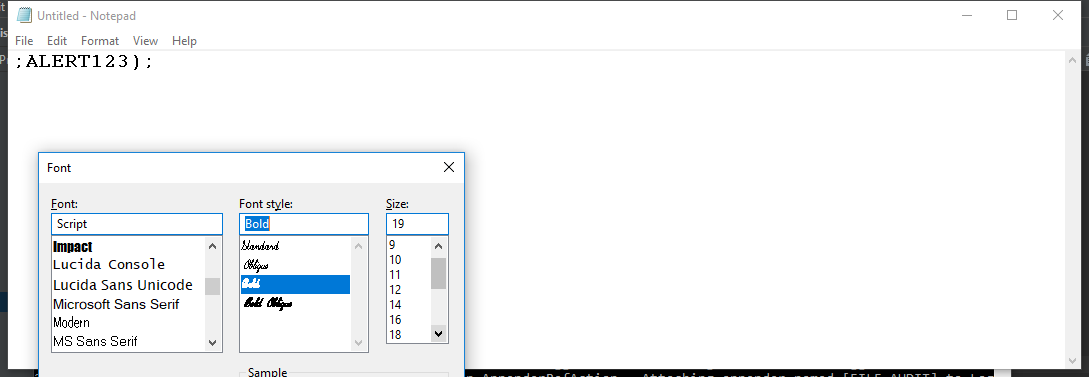 Untitled - Notepad
File Edit Format View Help
;ALERT123);
Font
Font: Font style: Size:
Script Bold 19
Impact Standard 9
Lucida Console Oblique 10
Lucida Sans Unicode Bold 11
Microsoft Sans Serif Bold Oblique 12
Modern 14
MS Sans Serif 16
18
Sample
AppenderRefAction - Attaching appender named [FILE_AUDIT] to